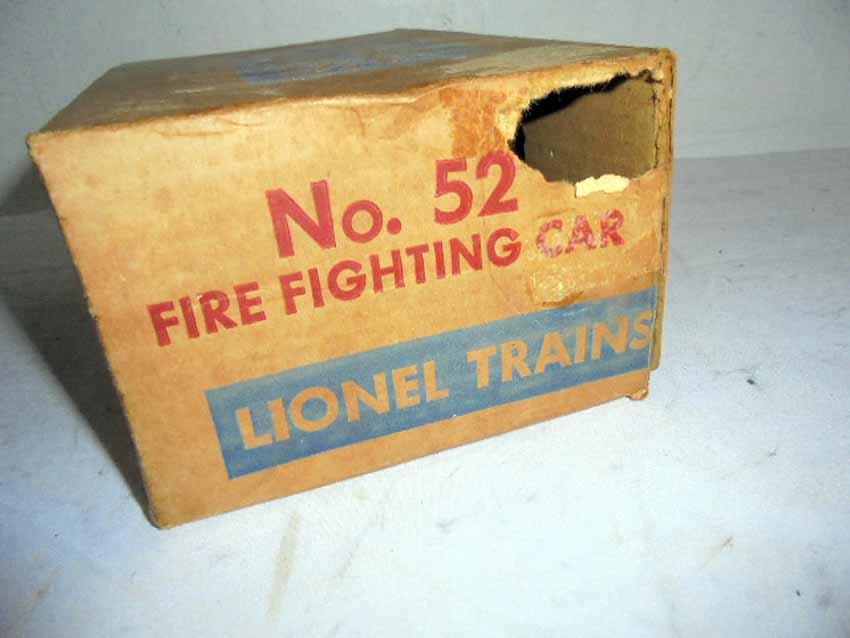 No. 52
FIRE FIGHTING CAR
LIONEL TRAINS